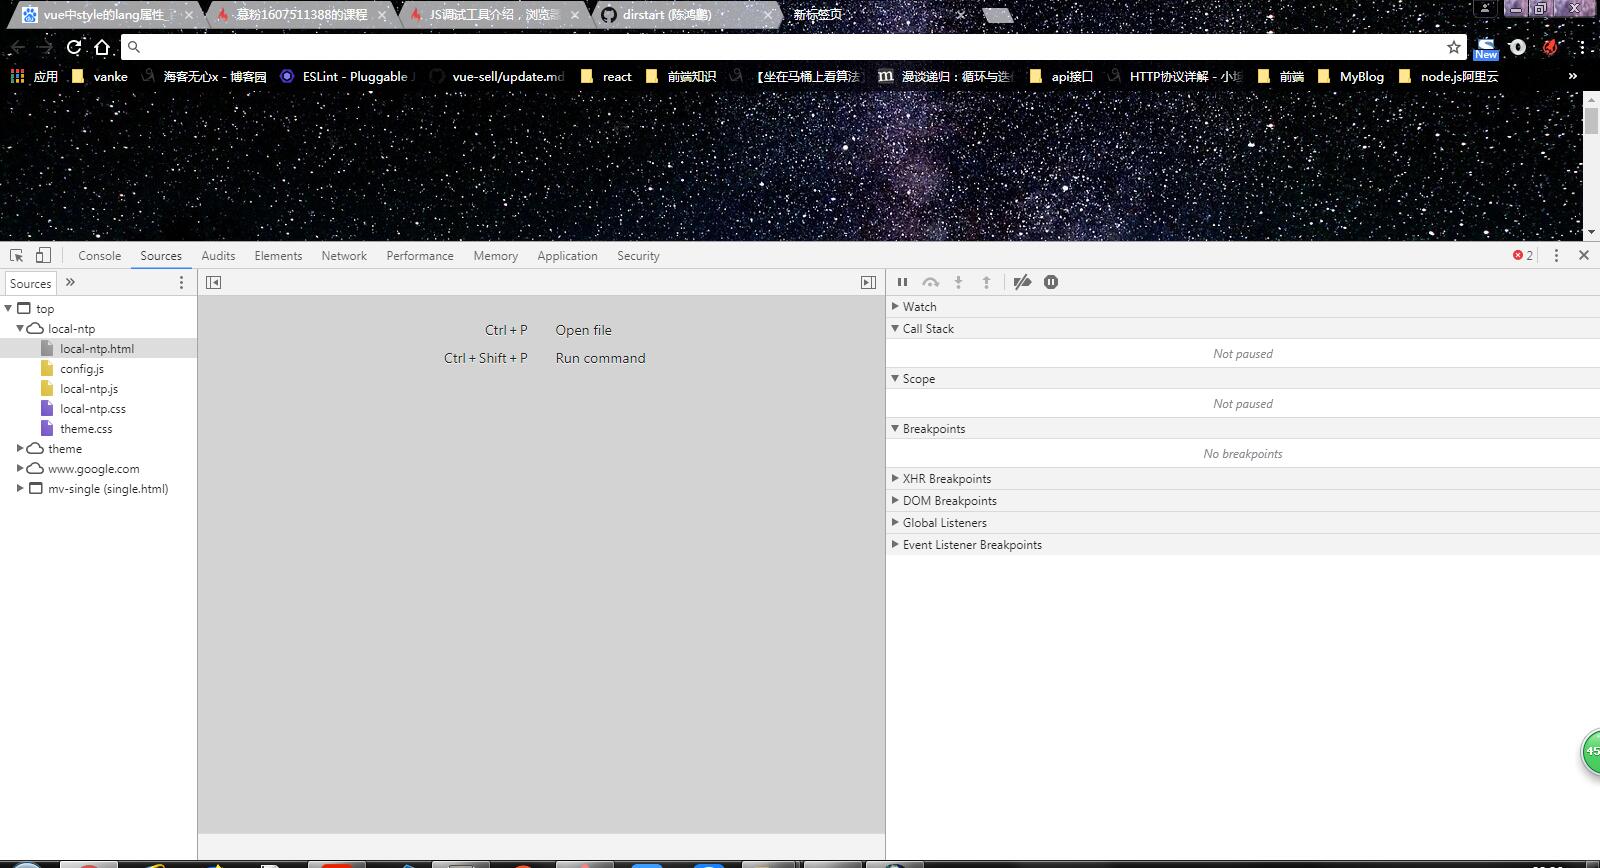 vue中style的lang属性_
慕粉1607511388的课程
JS调试工具介绍，浏览
dirstart (陈鸿鹏)
新标签页
New
应用
vanke
海客无心x - 博客园
ESLint - Pluggable
vue-sell/update.md
react
前端知识
【坐在马桶上看算法
漫谈递归：循环与迭
api接口
HTTP协议详解 - 小
前端
MyBlog
node.js阿里云
»
Console
Sources
Audits
Elements
Network
Performance
Memory
Application
Security
2
Sources
»
top
local-ntp
local-ntp.html
config.js
local-ntp.js
local-ntp.css
theme.css
theme
www.google.com
mv-single (single.html)
Ctrl + P Open file
Ctrl + Shift + P Run command
Watch
Call Stack
Not paused
Scope
Not paused
Breakpoints
No breakpoints
XHR Breakpoints
DOM Breakpoints
Global Listeners
Event Listener Breakpoints
45